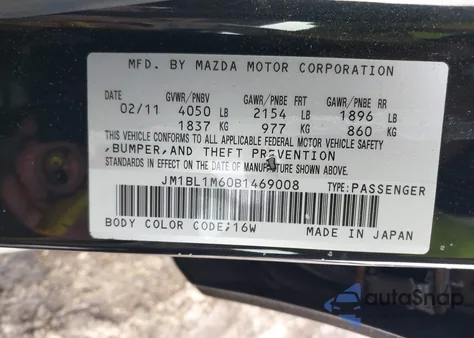 MFD. BY MAZDA MOTOR CORPORATION
DATE GVWR/PNBV GAWR/PNBE FRT GAWR/PNBE RR
02/11 4050 LB 2154 LB 1896 LB
1837 KG 977 KG 860 KG
THIS VEHICLE CONFORMS TO ALL APPLICABLE FEDERAL MOTOR VEHICLE SAFETY
,BUMPER,AND THEFT PREVENTION
STANDARDS IN EFFECT ON THE DATE OF MANUFACTURE SHOWN ABOVE.
JM1BL1M60B1469008 TYPE:PASSENGER
BODY COLOR CODE;16W MADE IN JAPAN
autoSnap